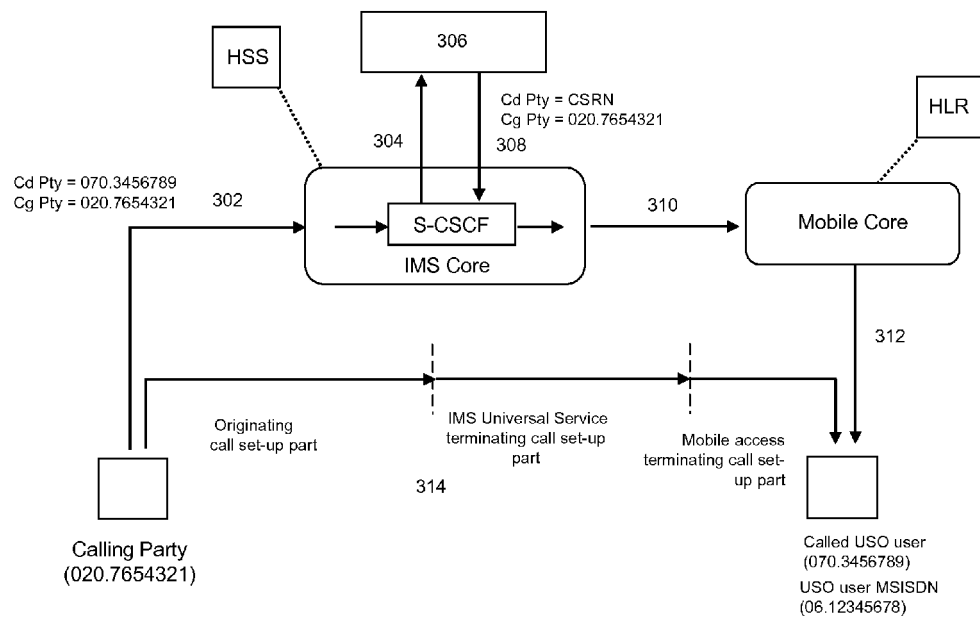 306
HSS
HLR
Cd Pty = CSRN
Cg Pty = 020.7654321
304
308
Cd Pty = 070.3456789
Cg Pty = 020.7654321
302
S-CSCF
IMS Core
310
Mobile Core
312
Originating
call set-up part
IMS Universal Service
terminating call set-up
part
Mobile access
terminating call set-
up part
314
Calling Party
(020.7654321)
Called USO user
(070.3456789)
USO user MSISDN
(06.12345678)